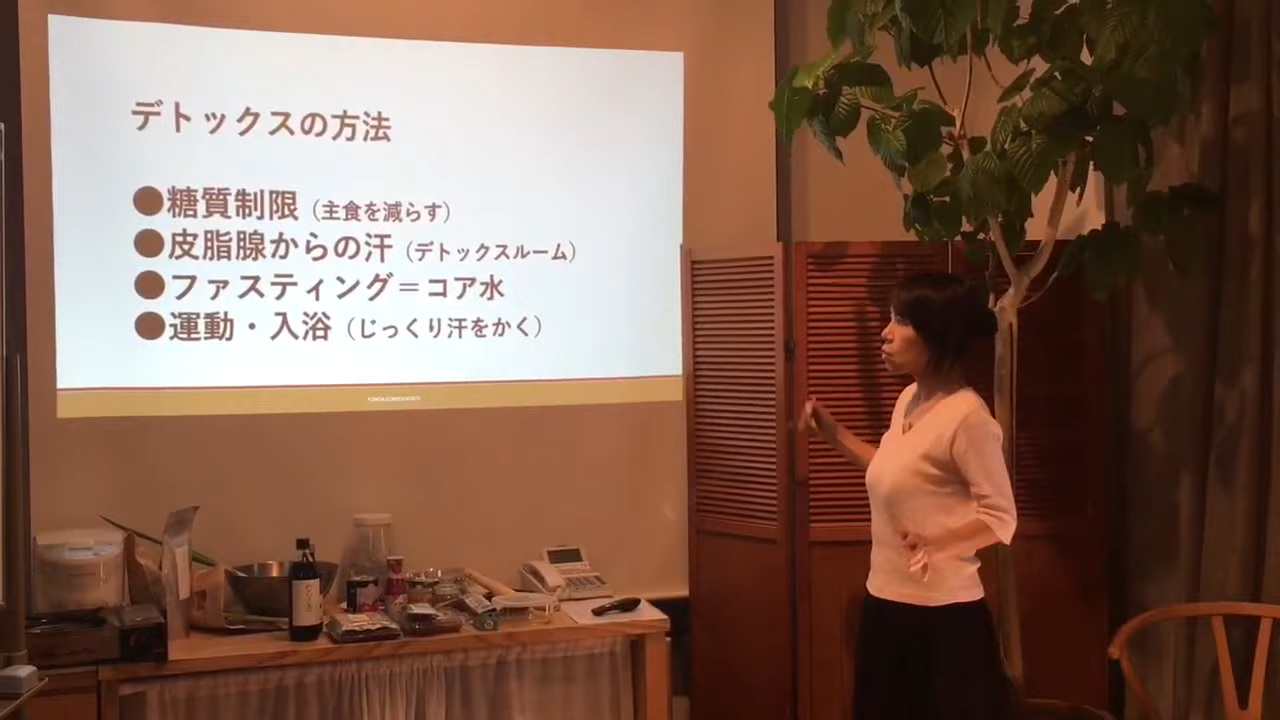 デトックスの方法
●糖質制限（主食を減らす）
●皮脂腺からの汗（デトックスルーム）
●ファスティング＝コア水
●運動・入浴（じっくり汗をかく）